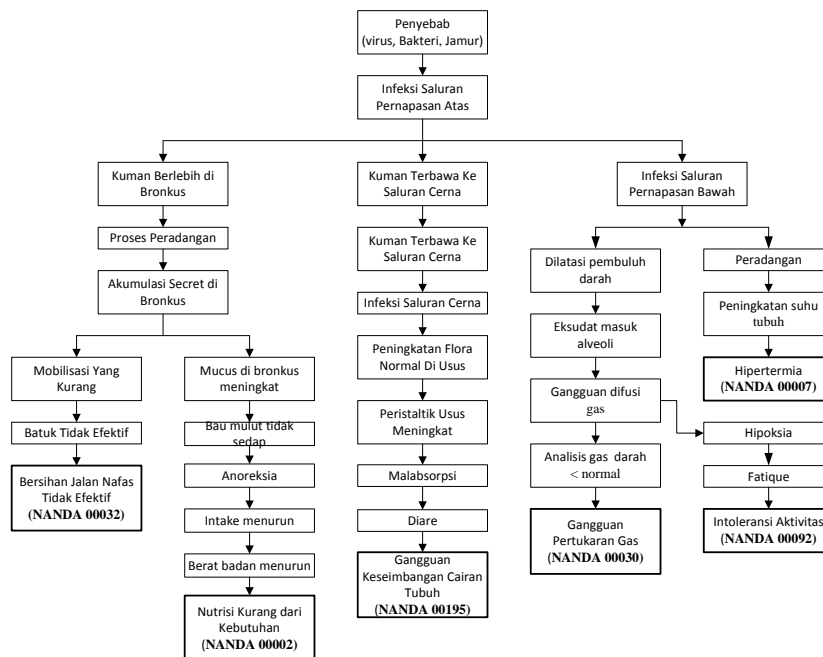 Penyebab
(virus, Bakteri, Jamur)
Infeksi Saluran
Pernapasan Atas
Kuman Berlebih di
Bronkus
Proses Peradangan
Akumulasi Secret di
Bronkus
Mobilisasi Yang
Kurang
Batuk Tidak Efektif
Bersihan Jalan Nafas
Tidak Efektif
(NANDA 00032)
Mucus di bronkus
meningkat
Bau mulut tidak
sedap
Anoreksia
Intake menurun
Berat badan menurun
Nutrisi Kurang dari
Kebutuhan
(NANDA 00002)
Kuman Terbawa Ke
Saluran Cerna
Kuman Terbawa Ke
Saluran Cerna
Infeksi Saluran Cerna
Peningkatan Flora
Normal Di Usus
Peristaltik Usus
Meningkat
Malabsorpsi
Diare
Gangguan
Keseimbangan Cairan
Tubuh
(NANDA 00195)
Infeksi Saluran
Pernapasan Bawah
Dilatasi pembuluh
darah
Eksudat masuk
alveoli
Gangguan difusi
gas
Analisis gas darah
< normal
Gangguan
Pertukaran Gas
(NANDA 00030)
Peradangan
Peningkatan suhu
tubuh
Hipertermia
(NANDA 00007)
Hipoksia
Fatique
Intoleransi Aktivitas
(NANDA 00092)